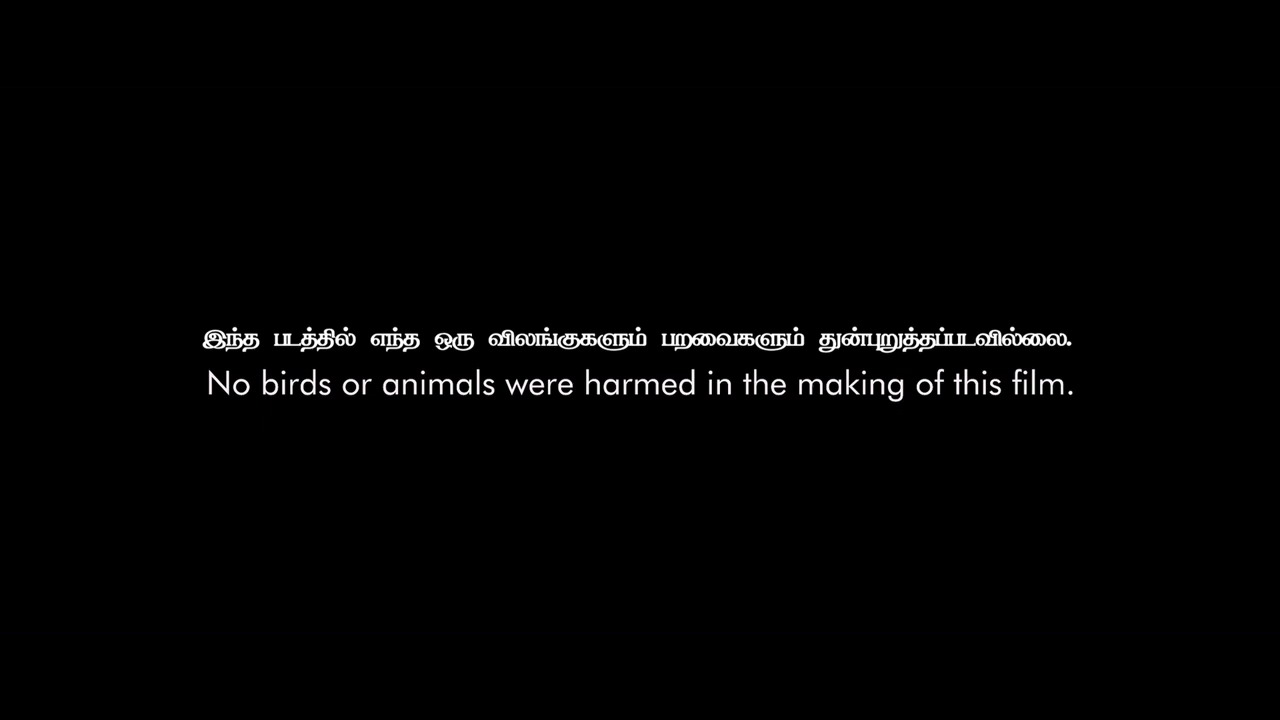 இந்த படத்தில் எந்த ஒரு விலங்குகளும் பறவைகளும் துன்புறுத்தப்படவில்லை.
No birds or animals were harmed in the making of this film.